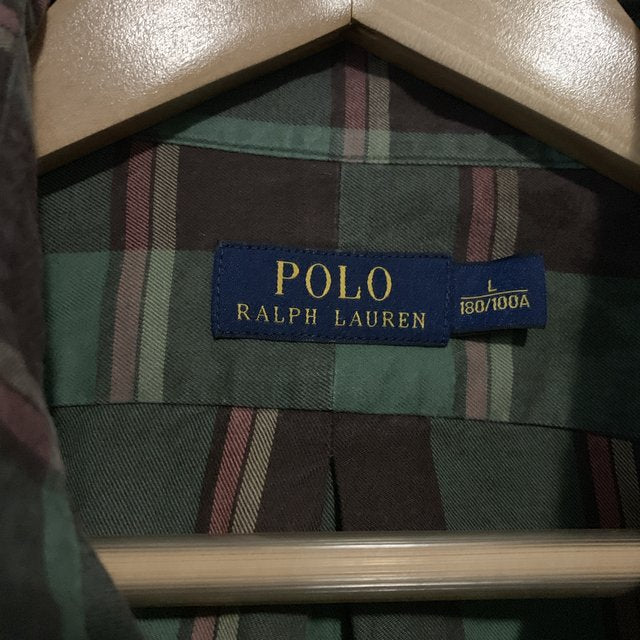 POLO
RALPH LAUREN
L
180/100A